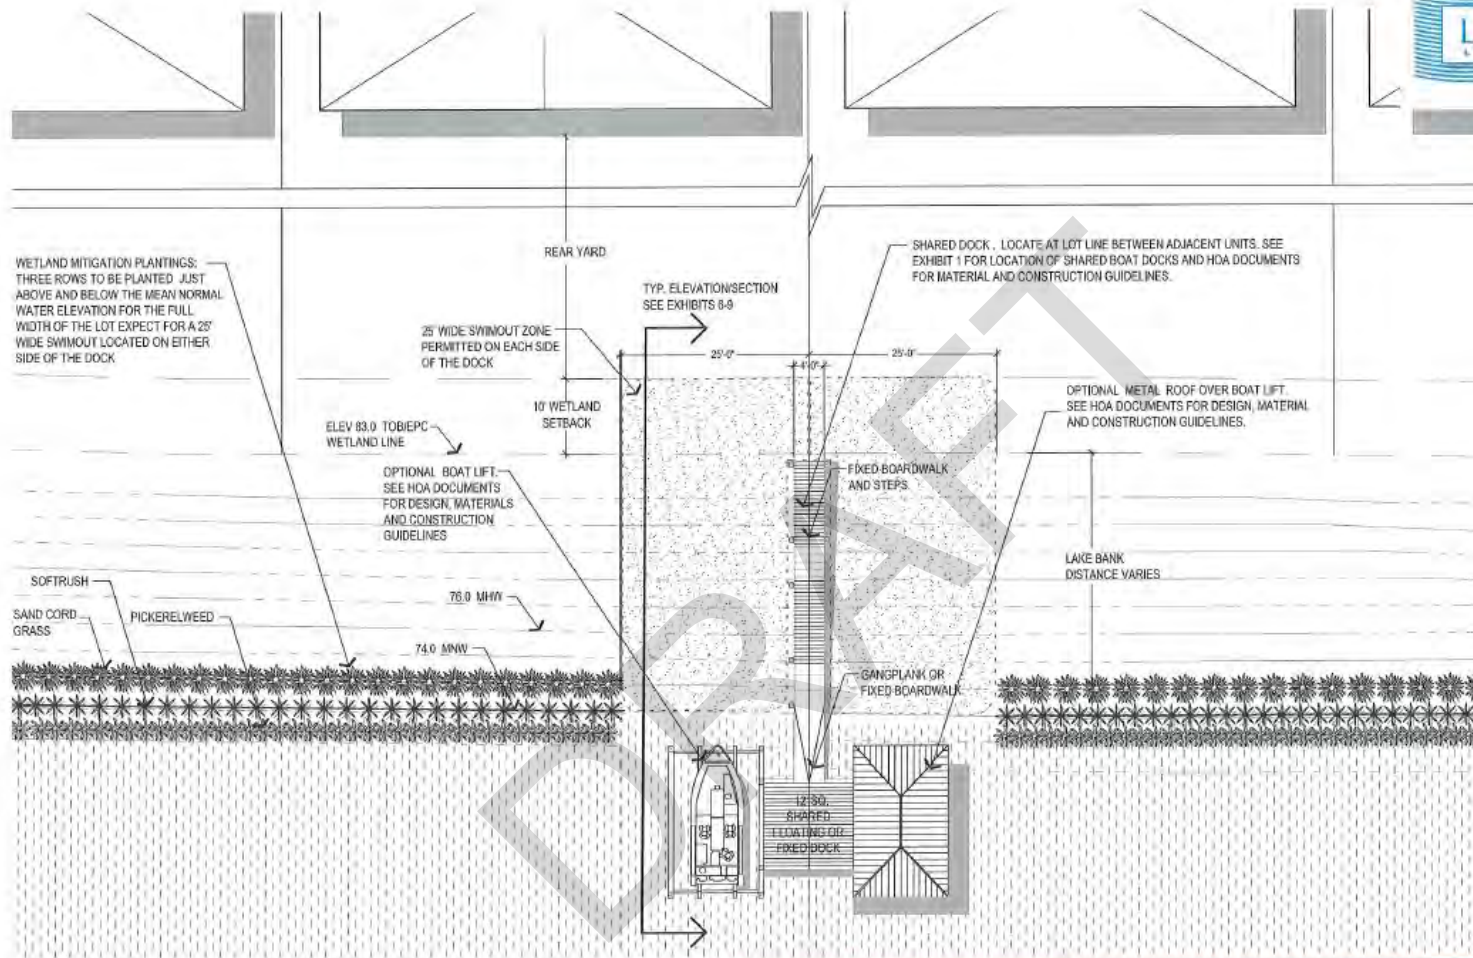 L
REAR YARD
SHARED DOCK . LOCATE AT LOT LINE BETWEEN ADJACENT UNITS. SEE
EXHIBIT 1 FOR LOCATION OF SHARED BOAT DOCKS AND HOA DOCUMENTS
FOR MATERIAL AND CONSTRUCTION GUIDELINES.
WETLAND MITIGATION PLANTINGS:
THREE ROWS TO BE PLANTED JUST
ABOVE AND BELOW THE MEAN NORMAL
WATER ELEVATION FOR THE FULL
WIDTH OF THE LOT EXPECT FOR A 25'
WIDE SWIMOUT LOCATED ON EITHER
SIDE OF THE DOCK
TYP. ELEVATION/SECTION
SEE EXHIBITS 6-9
25' WIDE SWIMOUT ZONE
PERMITTED ON EACH SIDE
OF THE DOCK
25'-0"
25'-0"
4'-0"
OPTIONAL METAL ROOF OVER BOAT LIFT.
SEE HOA DOCUMENTS FOR DESIGN, MATERIAL
AND CONSTRUCTION GUIDELINES.
10' WETLAND
SETBACK
ELEV 83.0 TOB/EPC
WETLAND LINE
OPTIONAL BOAT LIFT.
SEE HOA DOCUMENTS
FOR DESIGN, MATERIALS
AND CONSTRUCTION
GUIDELINES
FIXED BOARDWALK
AND STEPS
LAKE BANK
DISTANCE VARIES
SOFTRUSH
SAND CORD
GRASS
PICKERELWEED
76.0 MHW
74.0 MNW
GANGPLANK OR
FIXED BOARDWALK
12' SQ.
SHARED
FLOATING OR
FIXED DOCK
DRAFT